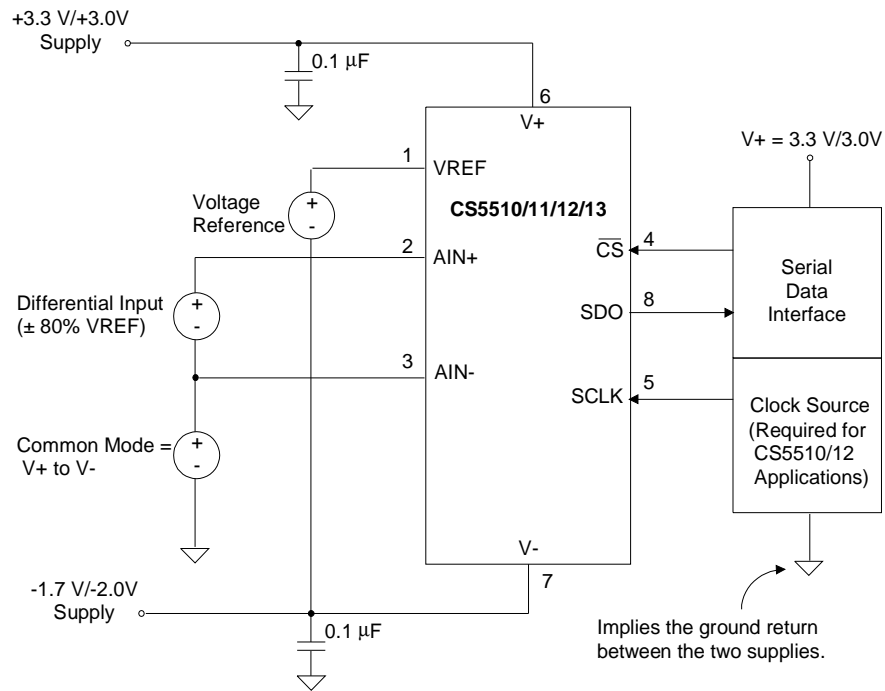 +3.3 V/+3.0V
Supply
0.1 µF
6
V+
V+ = 3.3 V/3.0V
1
VREF
Voltage
Reference
+
-
CS5510/11/12/13
2
AIN+
CS
4
Serial
Data
Interface
Differential Input
(± 80% VREF)
+
-
SDO
8
3
AIN-
SCLK
5
Clock Source
(Required for
CS5510/12
Applications)
Common Mode =
V+ to V-
+
-
V-
7
-1.7 V/-2.0V
Supply
0.1 µF
Implies the ground return
between the two supplies.